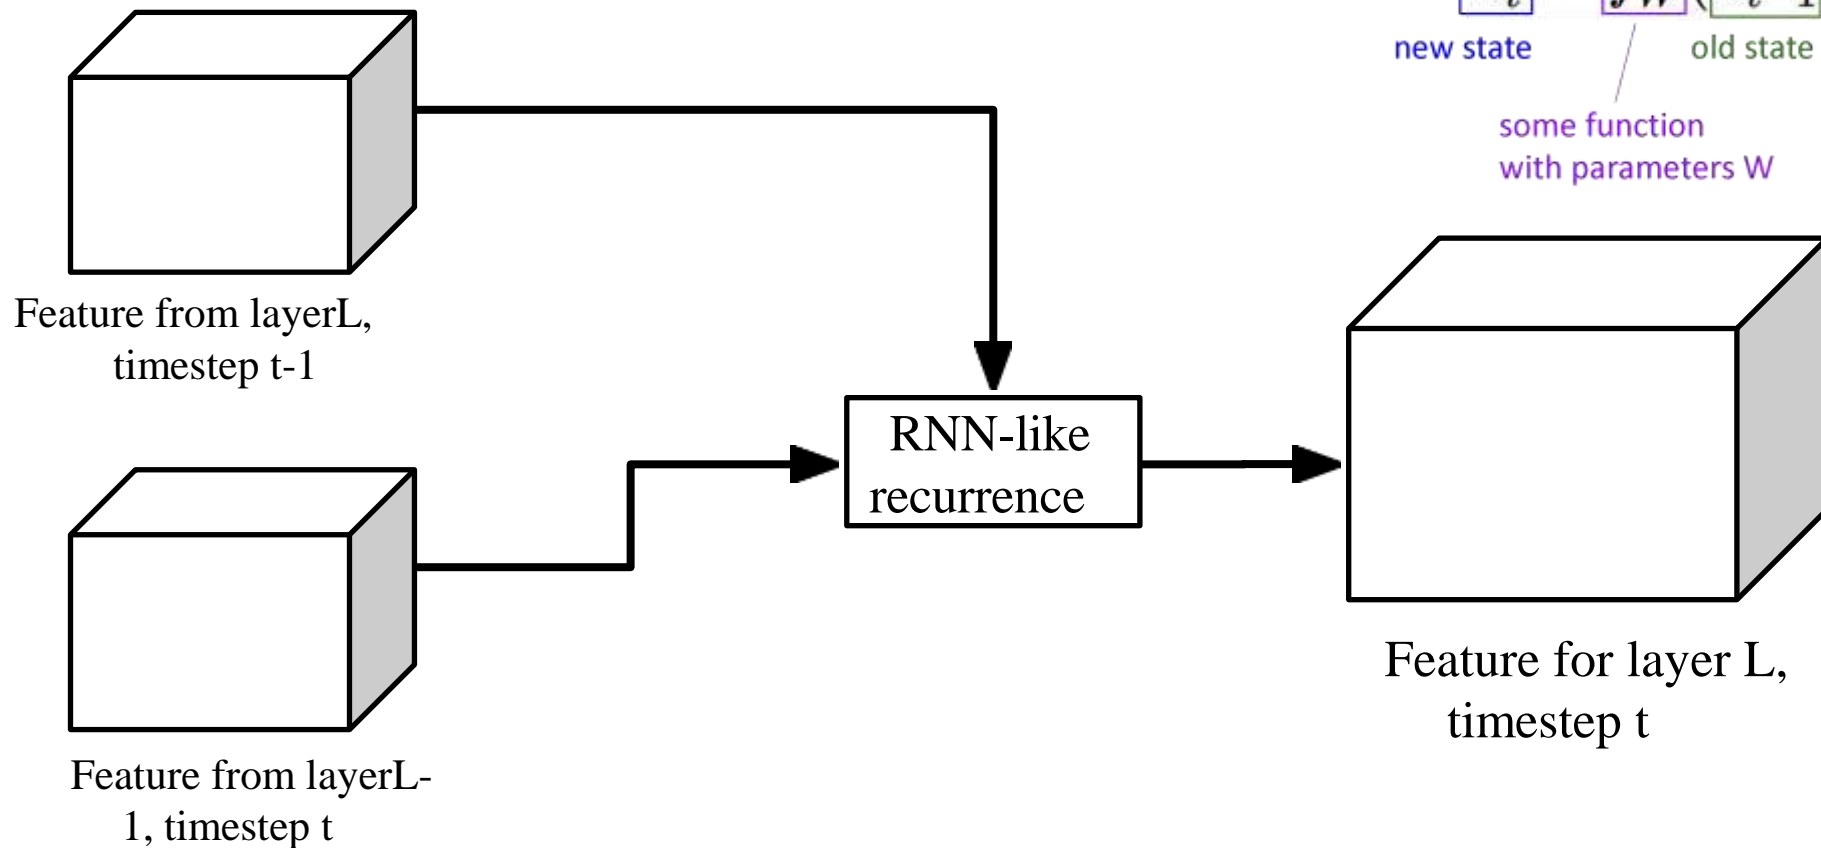 new state
old state
some function
with parameters W
Feature from layerL,
timestep t-1
RNN-like
recurrence
Feature for layer L,
timestep t
Feature from layerL-
1, timestep t